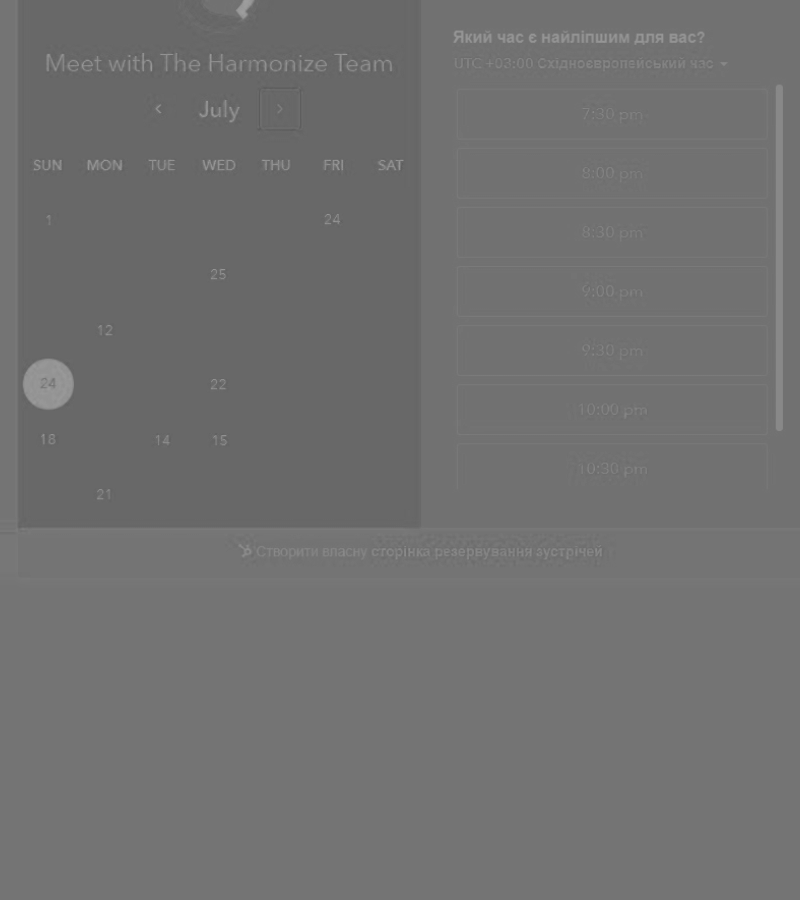 Meet with The Harmonize Team
July
SUN MON TUE WED THU FRI SAT
1 24
25
12
24 22
18 14 15
21
Який час є найліпшим для вас?
UTC +03:00 Східноєвропейський час
7:30 pm
8:00 pm
8:30 pm
9:00 pm
9:30 pm
10:00 pm
10:30 pm
Створити власну сторінка резервування зустрічей